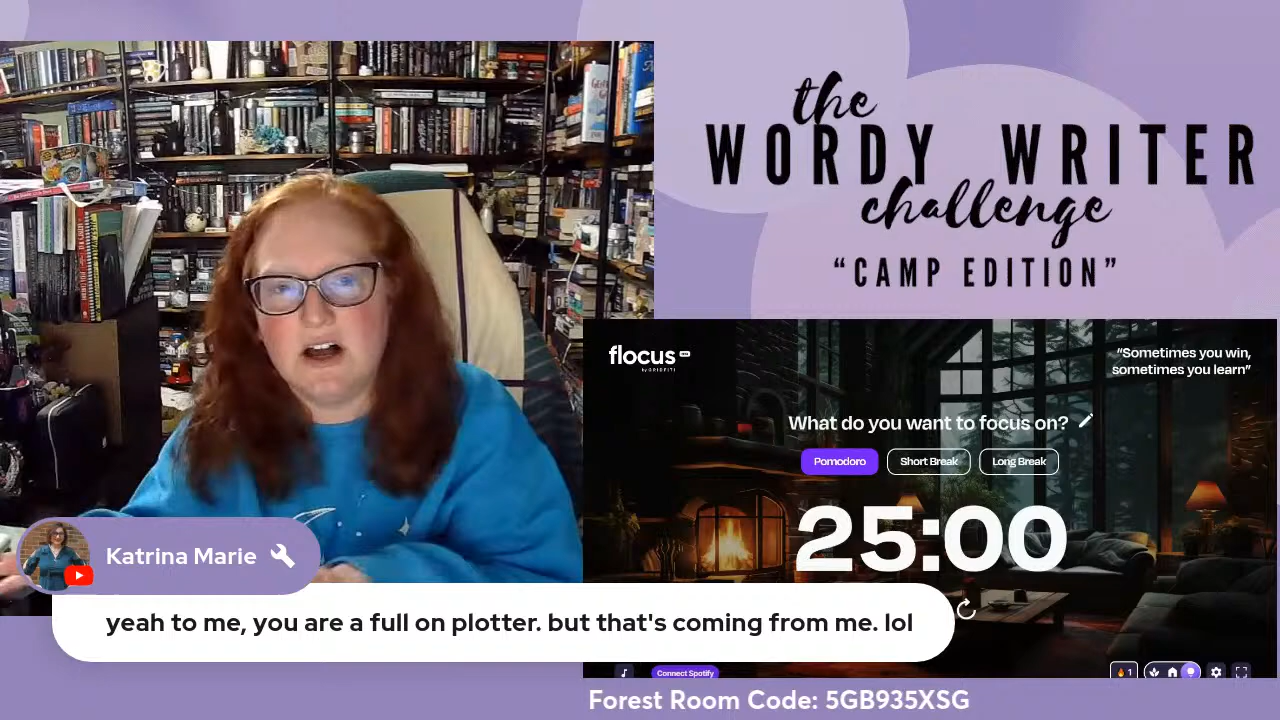 the
WORDY WRITER
challenge
“CAMP EDITION”
flocus
“Sometimes you win,
sometimes you learn”
What do you want to focus on?
Pomodoro
Short Break
Long Break
25:00
Katrina Marie
yeah to me, you are a full on plotter. but that's coming from me. lol
Connect Spotify
1
Forest Room Code: 5GB935XSG